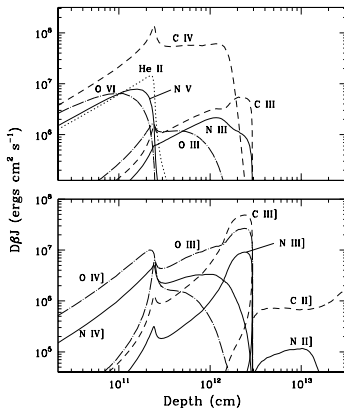 10⁸
10⁷
10⁶
C IV
He II
O VI
N V
C III
N III
O III
DβJ (ergs cm² s⁻¹)
10⁸
10⁷
10⁶
10⁵
C III]
O III]
N III]
O IV]
N IV]
C II]
N II]
10¹¹
10¹²
10¹³
Depth (cm)